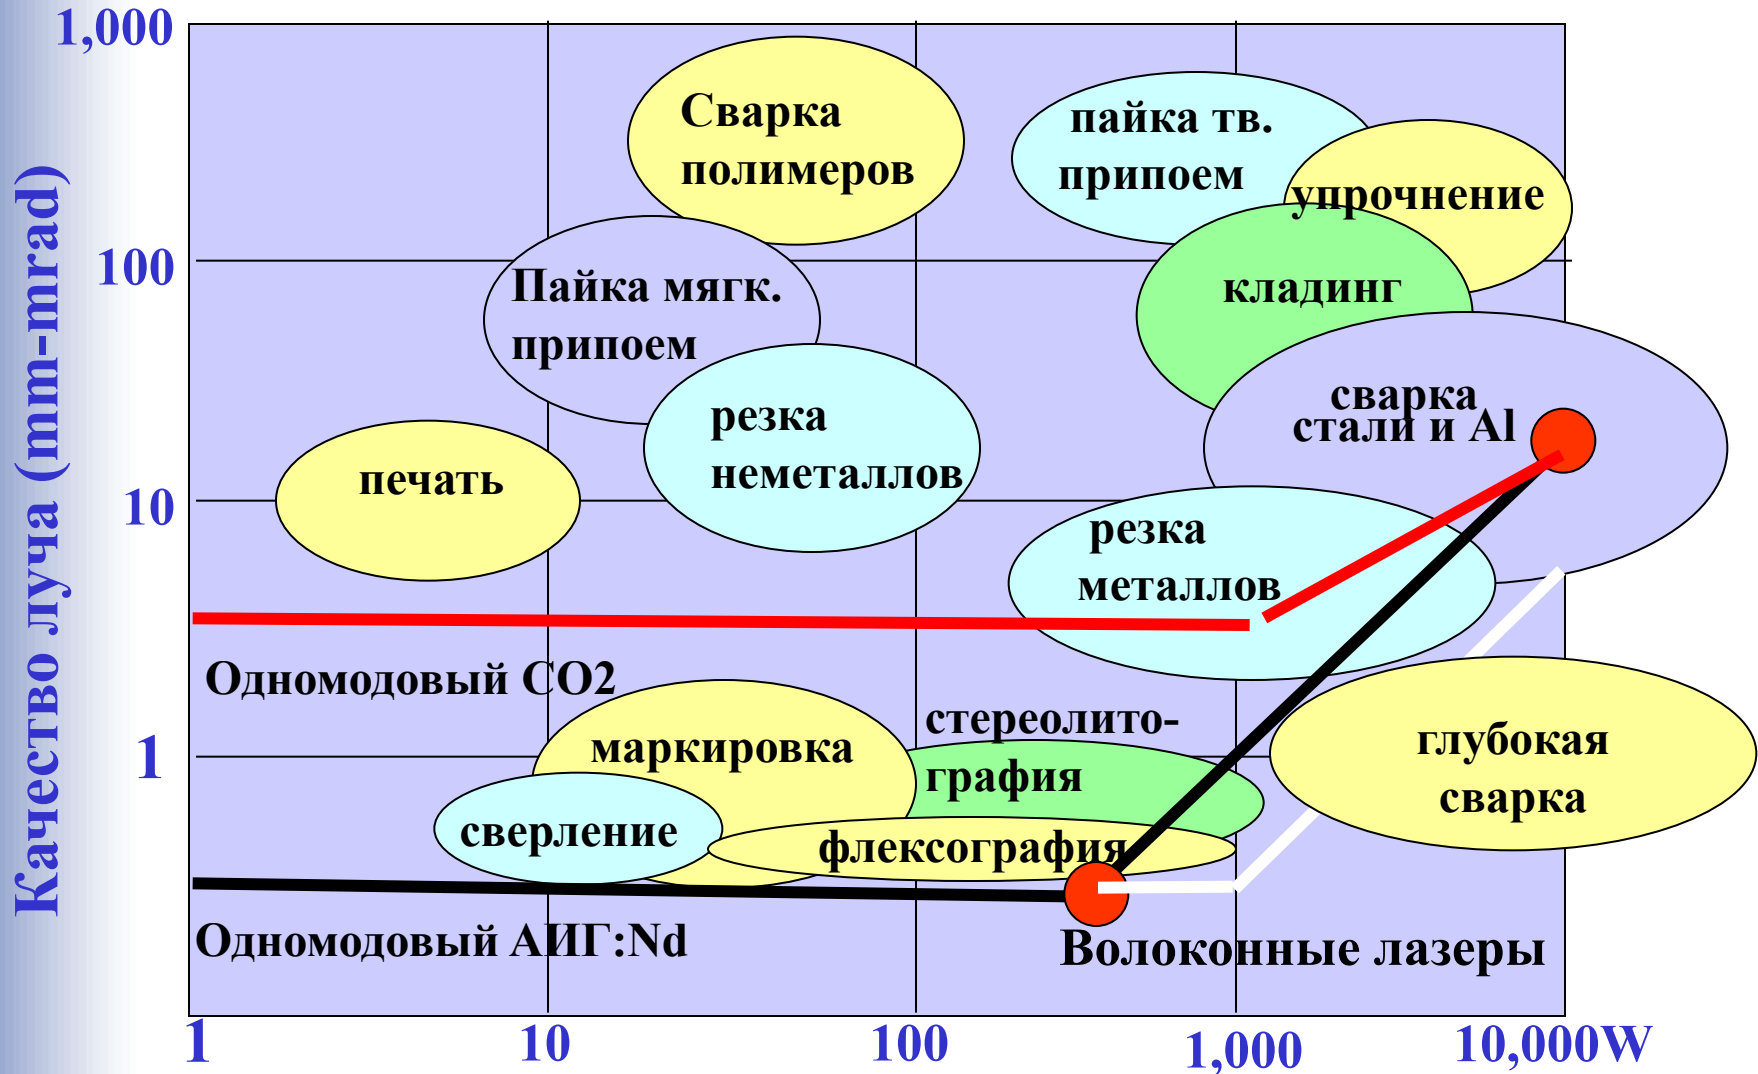 1,000
Сварка
полимеров
пайка тв.
припоем
упрочнение
100
Пайка мягк.
припоем
кладинг
сварка
стали и Al
резка
неметаллов
печать
10
резка
металлов
Качество луча (mm-mrad)
Одномодовый CO2
стереолито-
графия
маркировка
1
глубокая
сварка
сверление
флексография
Одномодовый АИГ:Nd
Волоконные лазеры
1
10
100
1,000
10,000W